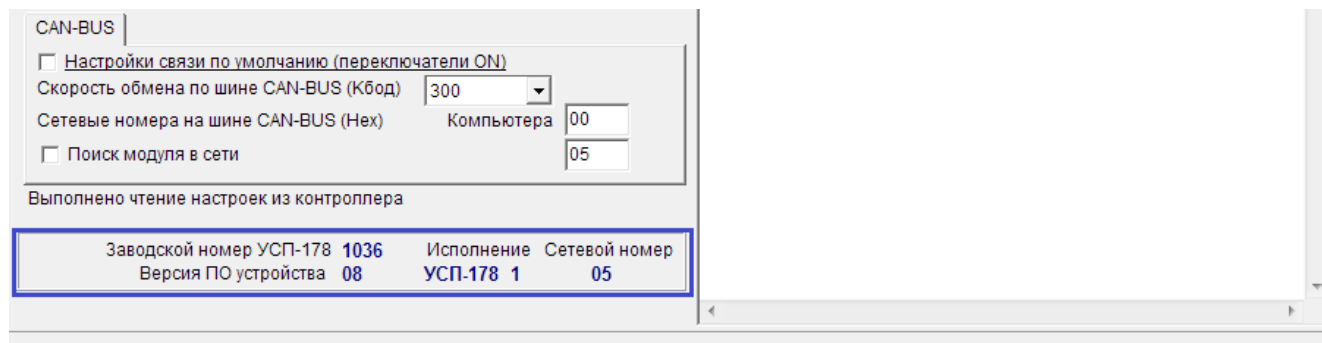 CAN-BUS
Настройки связи по умолчанию (переключатели ON)
Скорость обмена по шине CAN-BUS (Кбод) 300
Сетевые номера на шине CAN-BUS (Hex) Компьютера 00
Поиск модуля в сети 05
Выполнено чтение настроек из контроллера
Заводской номер УСП-178 1036 Исполнение Сетевой номер
Версия ПО устройства 08 УСП-178 1 05